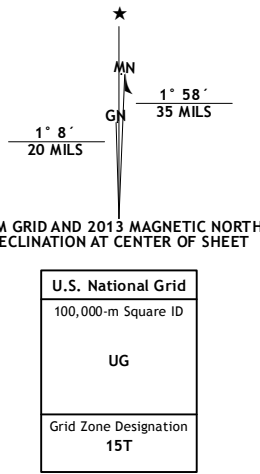 ★
MN
1° 58´
35 MILS
GN
1° 8´
20 MILS
M GRID AND 2013 MAGNETIC NORTH
ECLINATION AT CENTER OF SHEET
U.S. National Grid
100,000-m Square ID
UG
Grid Zone Designation
15T